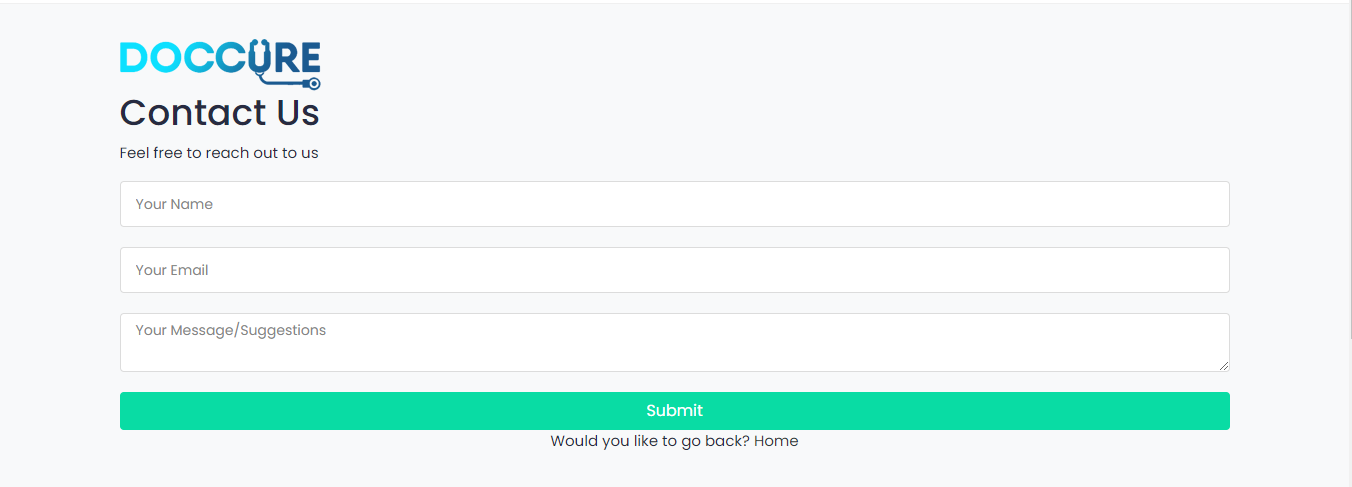 DOCCURE
Contact Us
Feel free to reach out to us
Your Name
Your Email
Your Message/Suggestions
Submit
Would you like to go back? Home